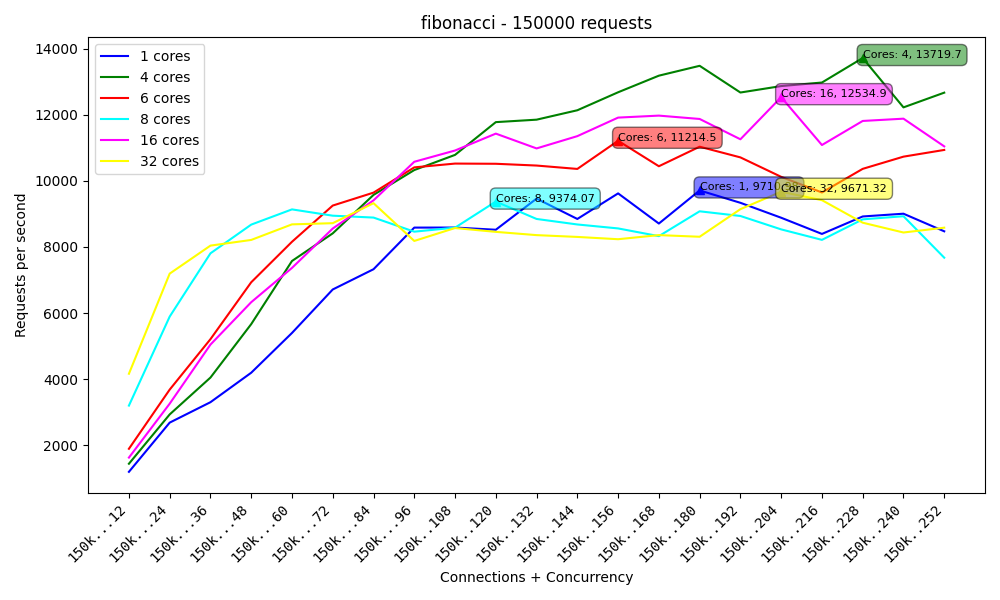 fibonacci - 150000 requests
1 cores
4 cores
6 cores
8 cores
16 cores
32 cores
Cores: 4, 13719.7
Cores: 16, 12534.9
Cores: 6, 11214.5
Cores: 1, 9710
Cores: 32, 9671.32
Cores: 8, 9374.07
Requests per second
14000
12000
10000
8000
6000
4000
2000
150k..12
150k..24
150k..36
150k..48
150k..60
150k..72
150k..84
150k..96
150k..108
150k..120
150k..132
150k..144
150k..156
150k..168
150k..180
150k..192
150k..204
150k..216
150k..228
150k..240
150k..252
Connections + Concurrency